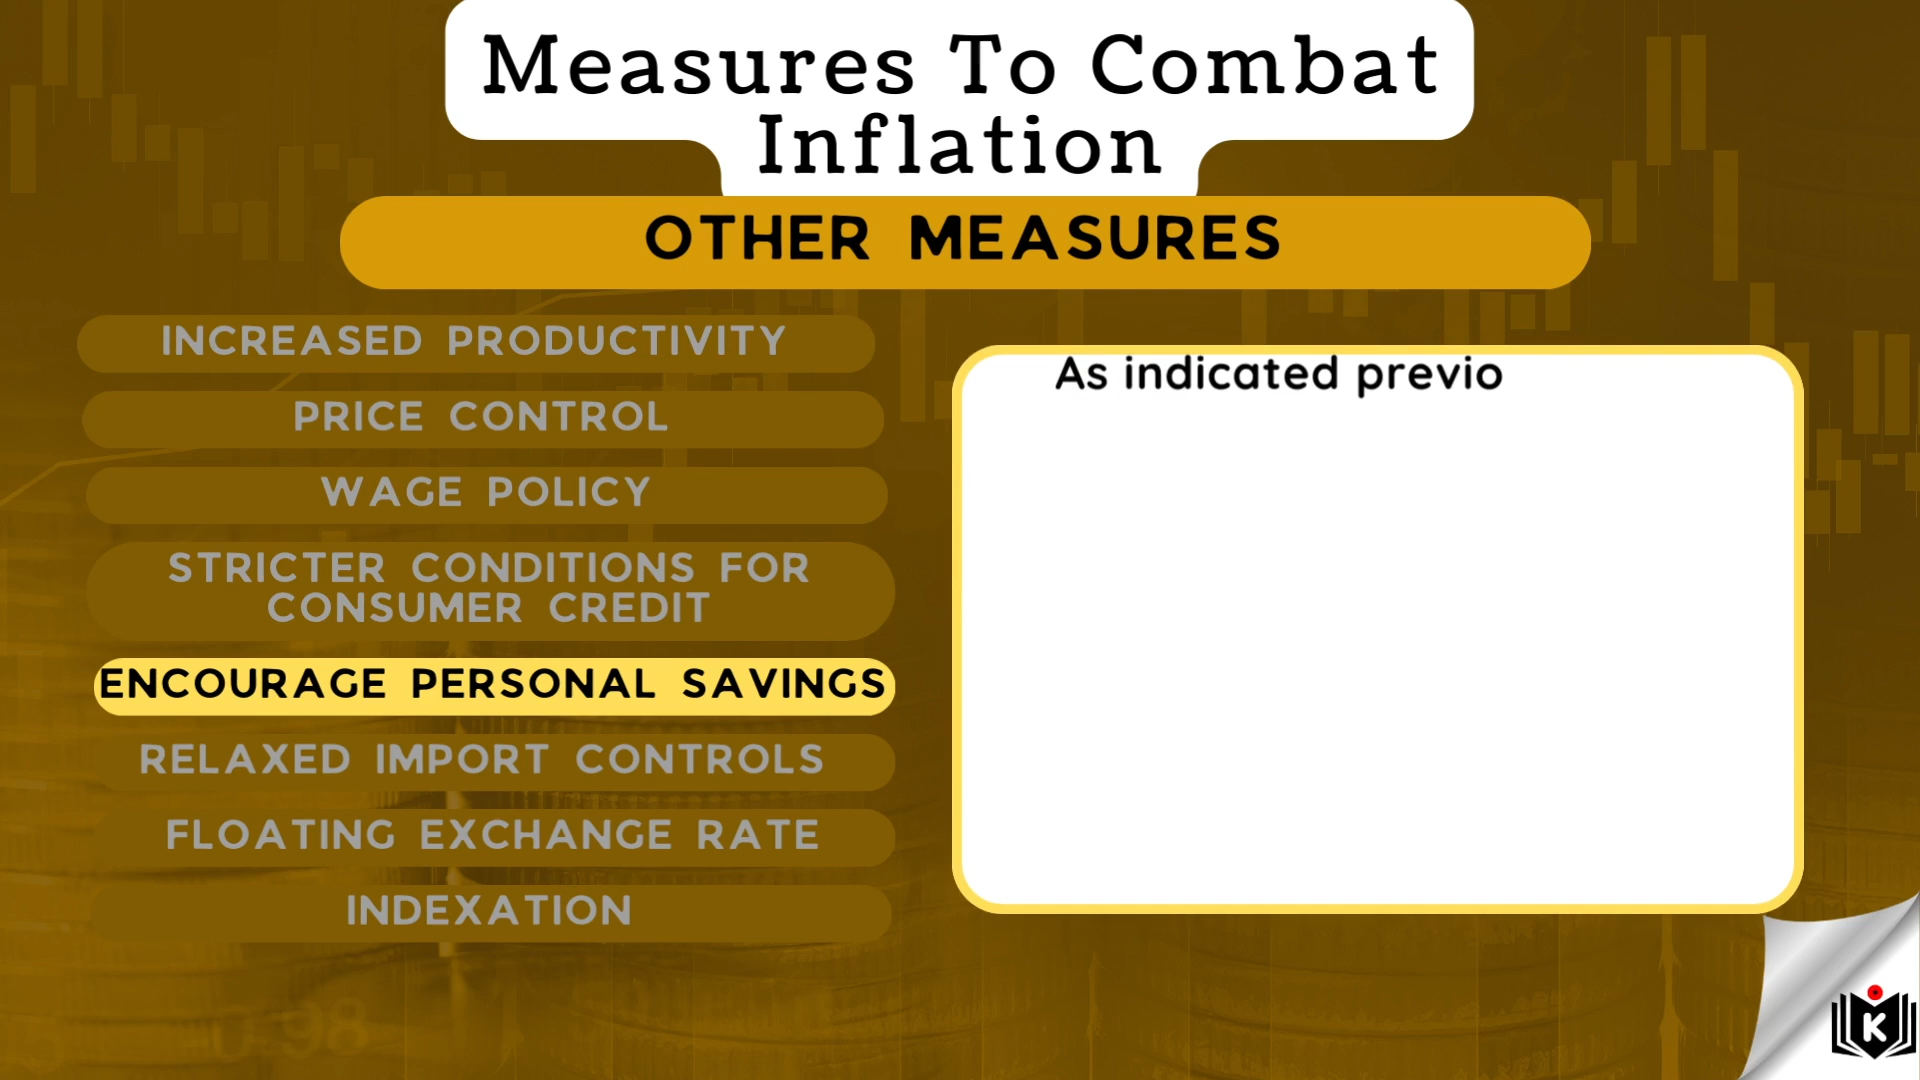 Measures To Combat
Inflation
OTHER MEASURES
INCREASED PRODUCTIVITY
PRICE CONTROL
WAGE POLICY
STRICTER CONDITIONS FOR
CONSUMER CREDIT
ENCOURAGE PERSONAL SAVINGS
RELAXED IMPORT CONTROLS
FLOATING EXCHANGE RATE
INDEXATION
As indicated previo
98
K